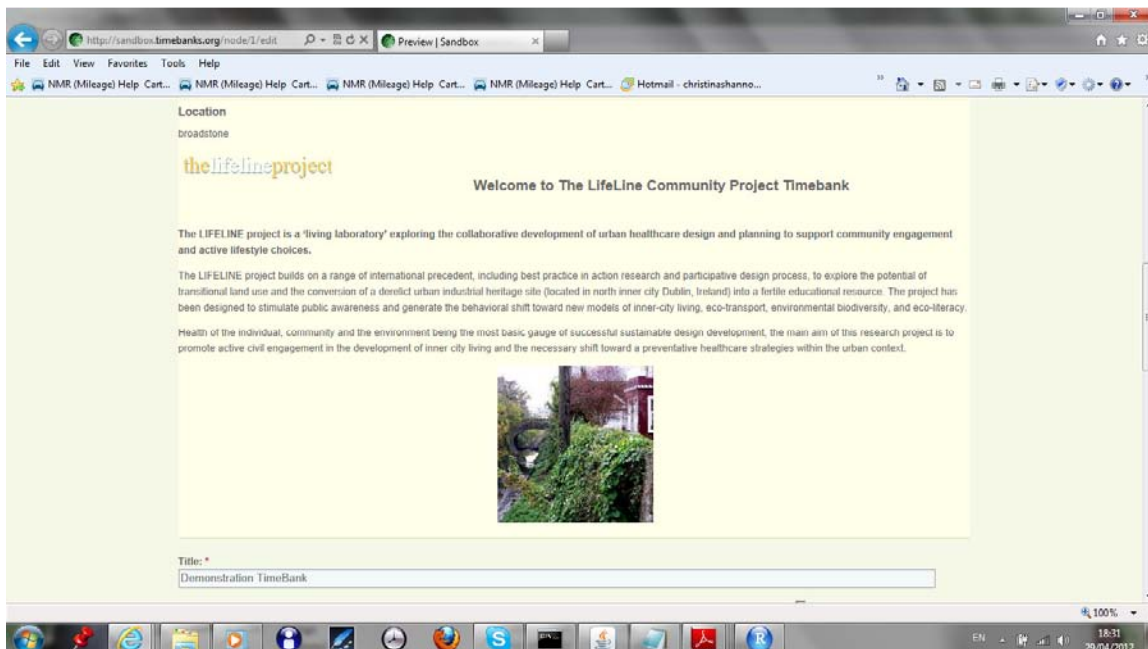 http://sandbox.timebanks.org/node/1/edit
Preview | Sandbox
File Edit View Favorites Tools Help
NMR (Mileage) Help Cart... NMR (Mileage) Help Cart... NMR (Mileage) Help Cart... NMR (Mileage) Help Cart... Hotmail - christinashanno...
Location
broadstone
thelifelineproject
Welcome to The LifeLine Community Project Timebank
The LIFELINE project is a 'living laboratory' exploring the collaborative development of urban healthcare design and planning to support community engagement
and active lifestyle choices.
The LIFELINE project builds on a range of international precedent, including best practice in action research and participative design process, to explore the potential of
transitional land use and the conversion of a derelict urban industrial heritage site (located in north inner city Dublin, Ireland) into a fertile educational resource. The project has
been designed to stimulate public awareness and generate the behavioral shift toward new models of inner-city living, eco-transport, environmental biodiversity, and eco-literacy.
Health of the individual, community and the environment being the most basic gauge of successful sustainable design development, the main aim of this research project is to
promote active civil engagement in the development of inner city living and the necessary shift toward a preventative healthcare strategies within the urban context.
Title: *
Demonstration TimeBank
100%
EN
18:31
29/04/2012